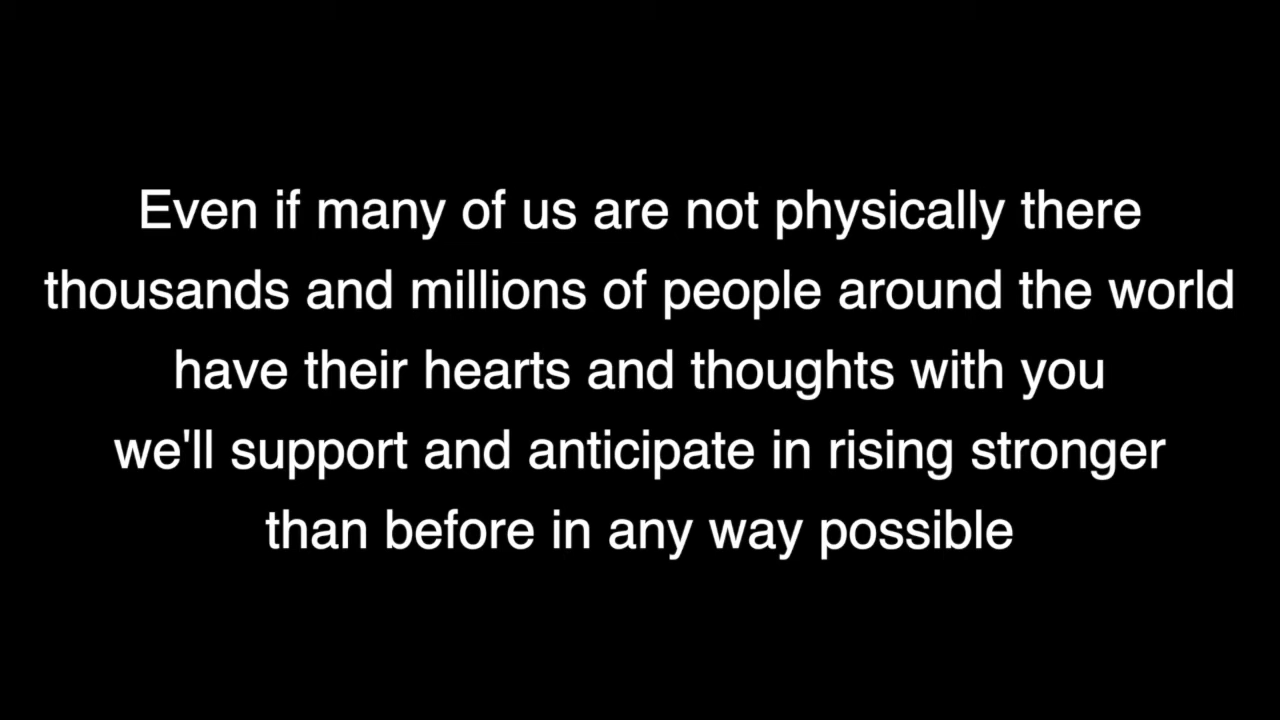 Even if many of us are not physically there
thousands and millions of people around the world
have their hearts and thoughts with you
we'll support and anticipate in rising stronger
than before in any way possible